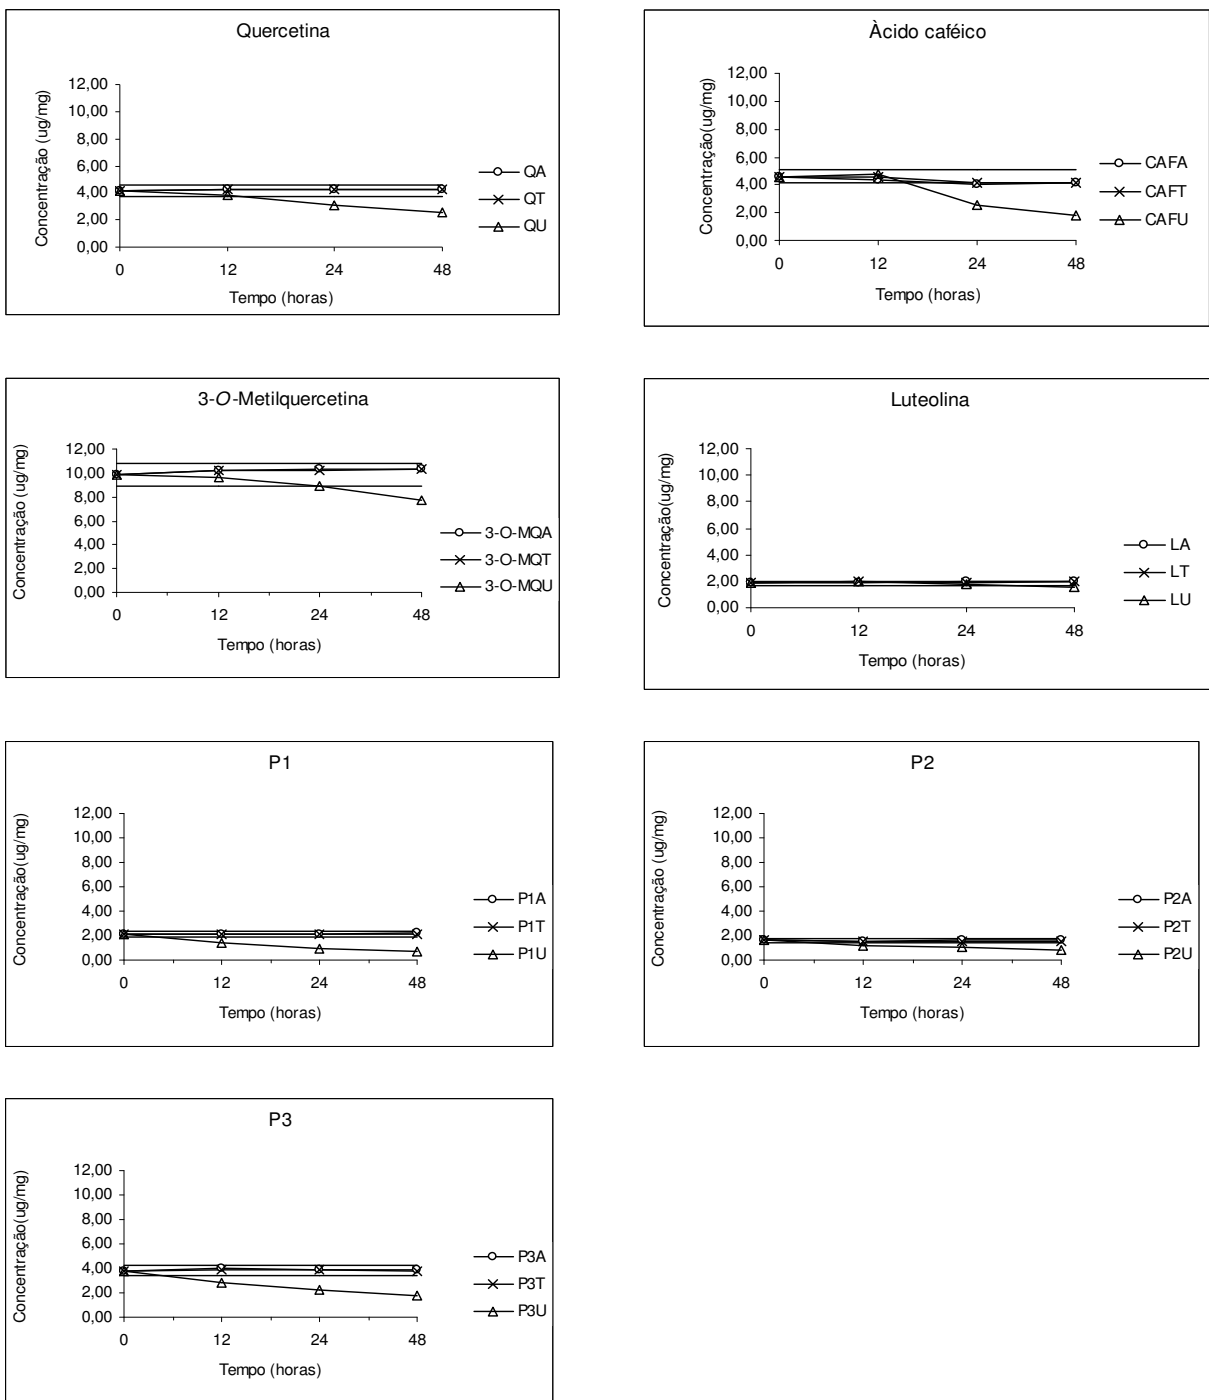 Quercetina
Concentração (ug/mg)
12,00
10,00
8,00
6,00
4,00
2,00
0,00
0 12 24 48
Tempo (horas)
QA
QT
QU
Àcido caféico
Concentração(ug/mg)
12,00
10,00
8,00
6,00
4,00
2,00
0,00
0 12 24 48
Tempo (horas)
CAFA
CAFT
CAFU
3-O-Metilquercetina
Concentração (ug/mg)
12,00
10,00
8,00
6,00
4,00
2,00
0,00
0 12 24 48
Tempo (horas)
3-O-MQA
3-O-MQT
3-O-MQU
Luteolina
Concentração(ug/mg)
12,00
10,00
8,00
6,00
4,00
2,00
0,00
0 12 24 48
Tempo (horas)
LA
LT
LU
P1
Concentração(ug/mg)
12,00
10,00
8,00
6,00
4,00
2,00
0,00
0 12 24 48
Tempo (horas)
P1A
P1T
P1U
P2
Concentração (ug/mg)
12,00
10,00
8,00
6,00
4,00
2,00
0,00
0 12 24 48
Tempo (horas)
P2A
P2T
P2U
P3
Concentração(ug/mg)
12,00
10,00
8,00
6,00
4,00
2,00
0,00
0 12 24 48
Tempo (horas)
P3A
P3T
P3U